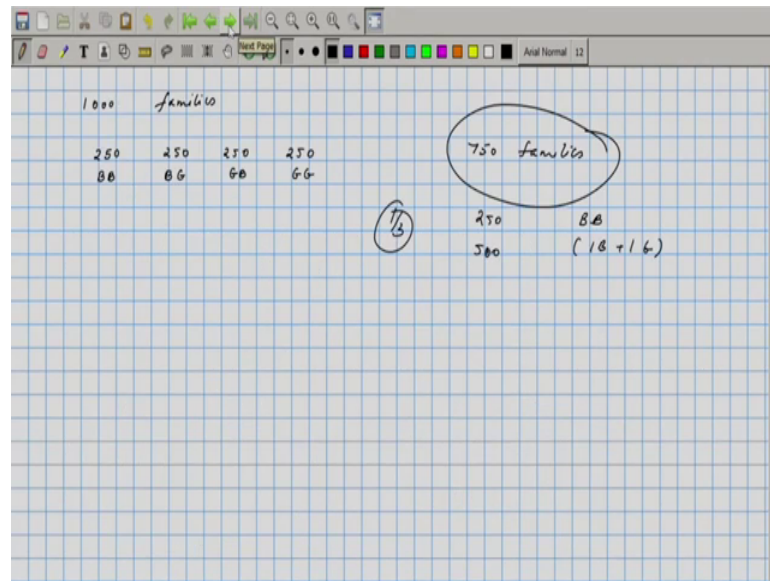 Next Page
Arial Normal 12
1000 families
250 250 250 250
BB BG GB GG
750 families
1/3
250 BB
500 (1B + 1G)